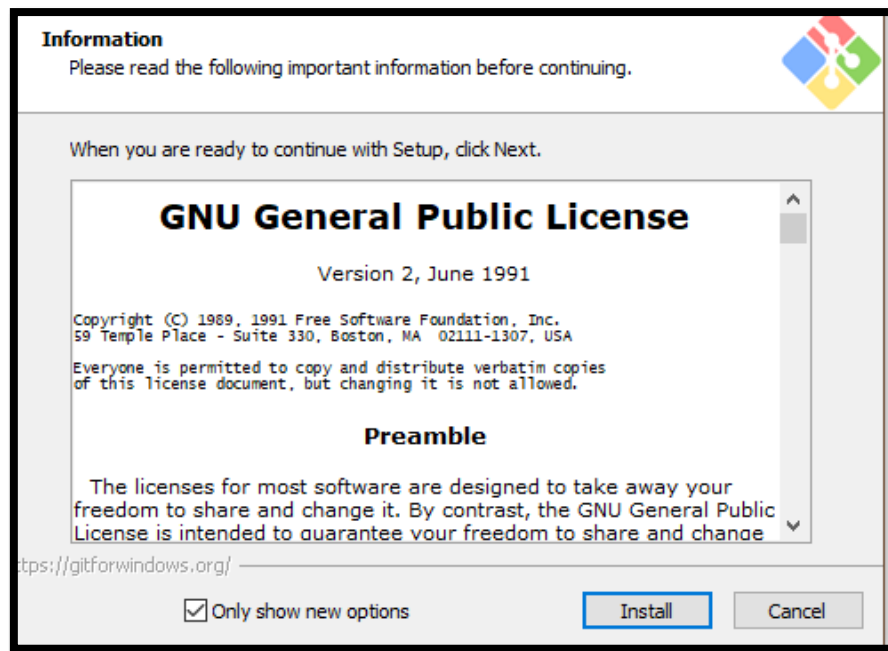 Information
Please read the following important information before continuing.
When you are ready to continue with Setup, click Next.
GNU General Public License
Version 2, June 1991
Copyright (C) 1989, 1991 Free Software Foundation, Inc.
59 Temple Place - Suite 330, Boston, MA  02111-1307, USA
Everyone is permitted to copy and distribute verbatim copies
of this license document, but changing it is not allowed.
Preamble
The licenses for most software are designed to take away your
freedom to share and change it. By contrast, the GNU General Public
License is intended to guarantee your freedom to share and change
tps://gitforwindows.org/
Only show new options
Install
Cancel